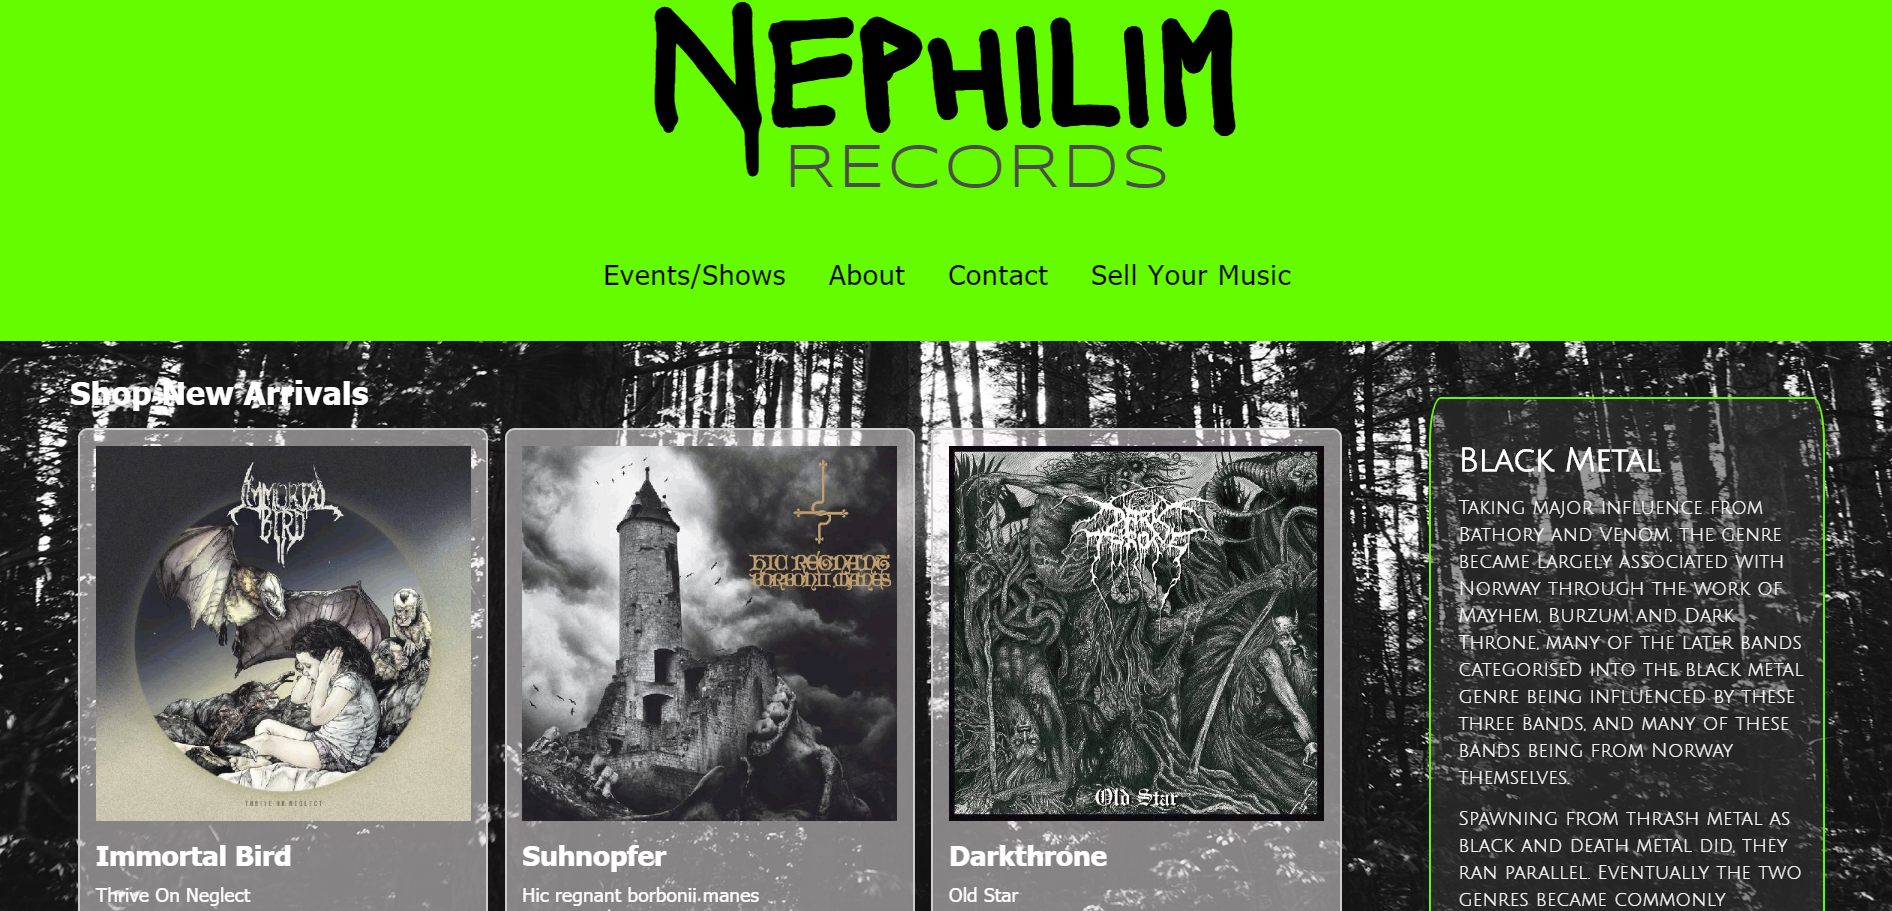 NEPHILIM
RECORDS
Events/Shows About Contact Sell Your Music
Shop New Arrivals
IMMORTAL
BIRD
THRIVE ON NEGLECT
Immortal Bird
Thrive On Neglect
HIC REGNANT
BORBONII MANES
Suhnopfer
Hic regnant borbonii manes
DARK
THRONE
Old Star
Darkthrone
Old Star
Black Metal
Taking major influence from
Bathory and Venom, the genre
became largely associated with
Norway through the work of
Mayhem, Burzum and Dark
Throne, many of the later bands
categorised into the black metal
genre being influenced by these
three bands, and many of these
bands being from Norway
themselves.
Spawning from thrash metal as
black and death metal did, they
ran parallel. Eventually the two
genres became commonly